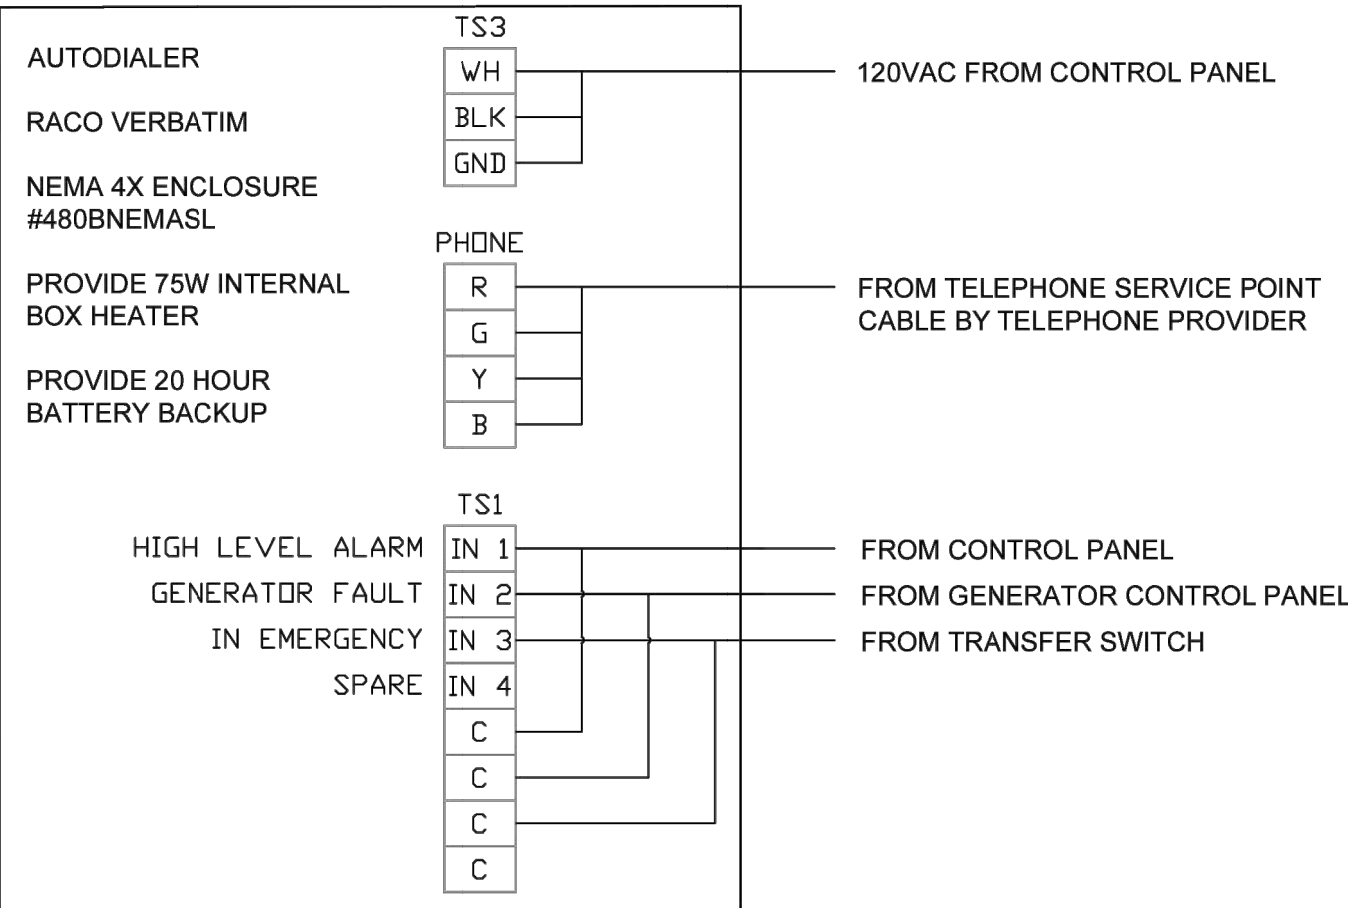 AUTODIALER
RACO VERBATIM
NEMA 4X ENCLOSURE
#480BNEMASL
PROVIDE 75W INTERNAL
BOX HEATER
PROVIDE 20 HOUR
BATTERY BACKUP
TS3
WH
BLK
GND
120VAC FROM CONTROL PANEL
PHONE
R
G
Y
B
FROM TELEPHONE SERVICE POINT
CABLE BY TELEPHONE PROVIDER
TS1
HIGH LEVEL ALARM IN 1 FROM CONTROL PANEL
GENERATOR FAULT IN 2 FROM GENERATOR CONTROL PANEL
IN EMERGENCY IN 3 FROM TRANSFER SWITCH
SPARE IN 4
C
C
C
C